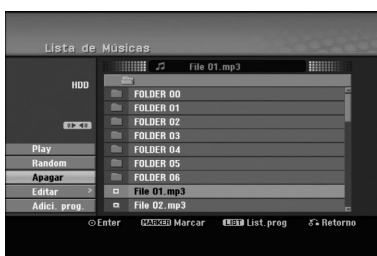 Lista de Músicas
File 01.mp3
HDD
FOLDER 00
FOLDER 01
FOLDER 02
FOLDER 03
FOLDER 04
FOLDER 05
FOLDER 06
File 01.mp3
File 02.mp3
Play
Random
Apagar
Editar >
Adici. prog.
Enter MARKER Marcar LIST List.prog Retorno